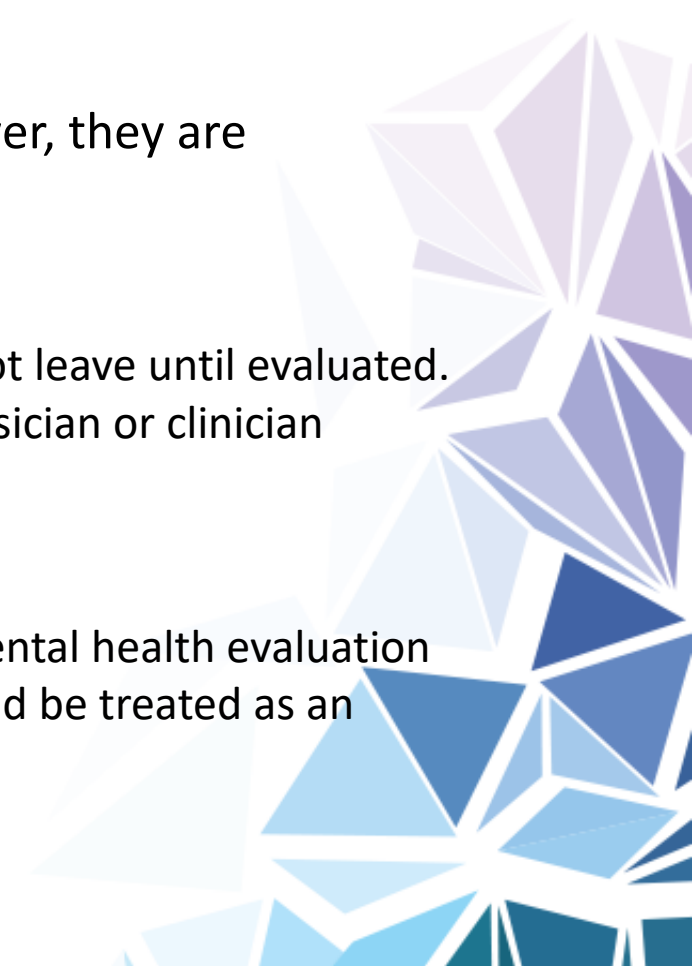 er, they are
ot leave until evaluated.
sician or clinician
ental health evaluation
d be treated as an